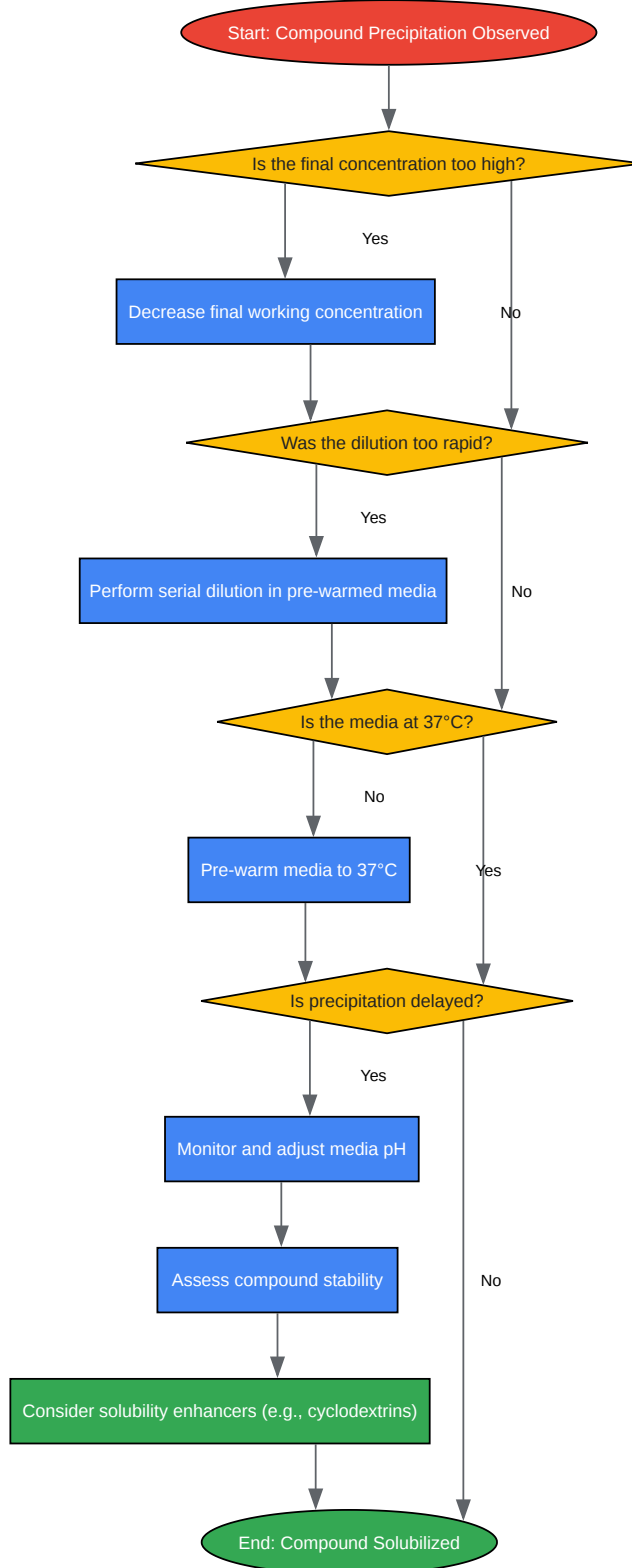 Start: Compound Precipitation Observed
Is the final concentration too high?
Yes
Decrease final working concentration
No
Was the dilution too rapid?
Yes
Perform serial dilution in pre-warmed media
No
Is the media at 37°C?
No
Pre-warm media to 37°C
Yes
Is precipitation delayed?
Yes
Monitor and adjust media pH
Assess compound stability
No
Consider solubility enhancers (e.g., cyclodextrins)
End: Compound Solubilized